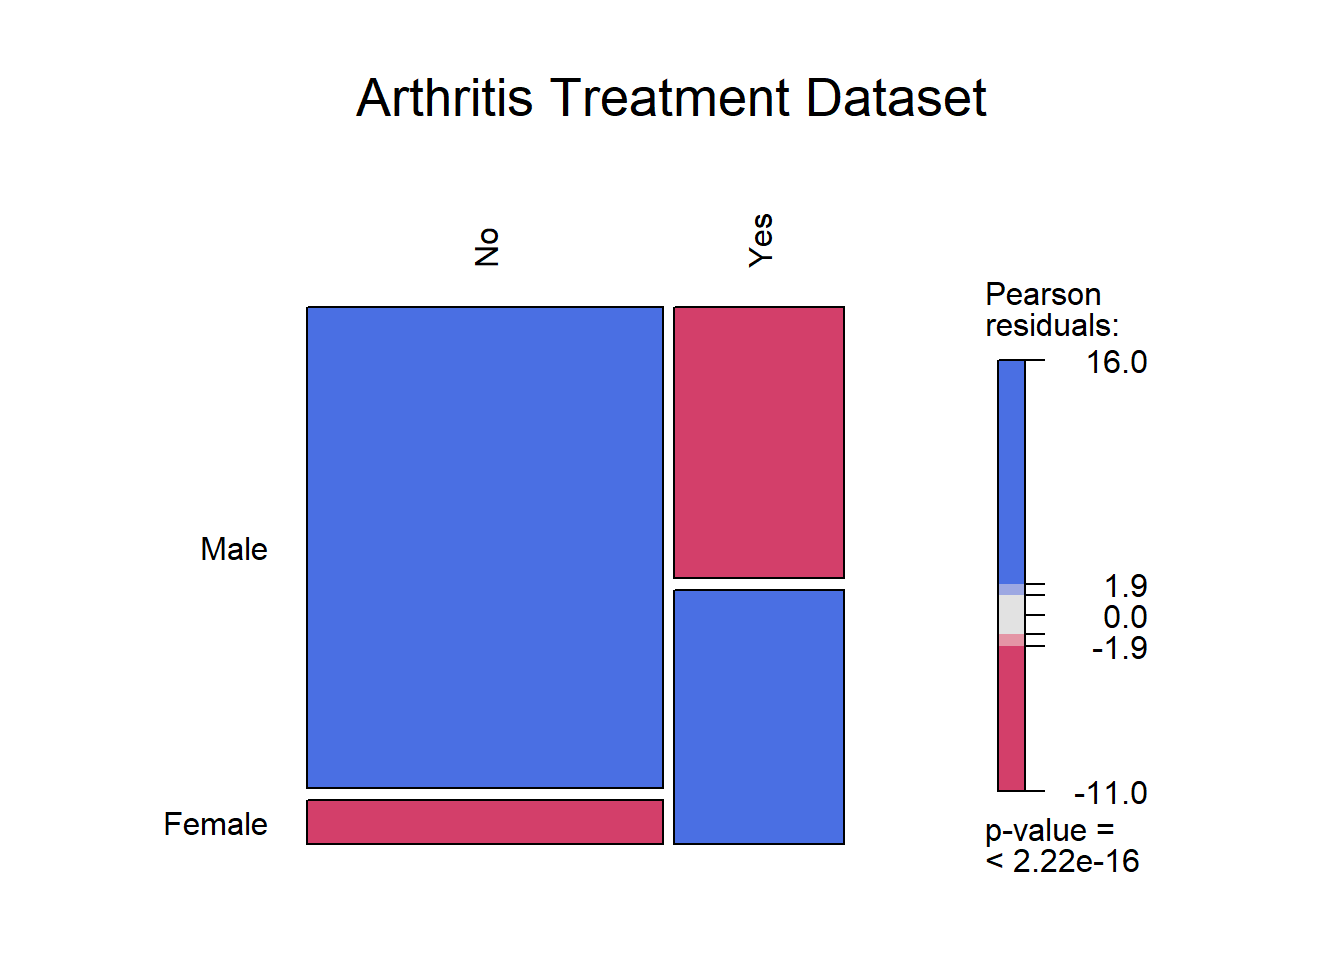 Arthritis Treatment Dataset
No
Yes
Male
Female
Pearson
residuals:
16.0
1.9
0.0
-1.9
-11.0
p-value =
< 2.22e-16